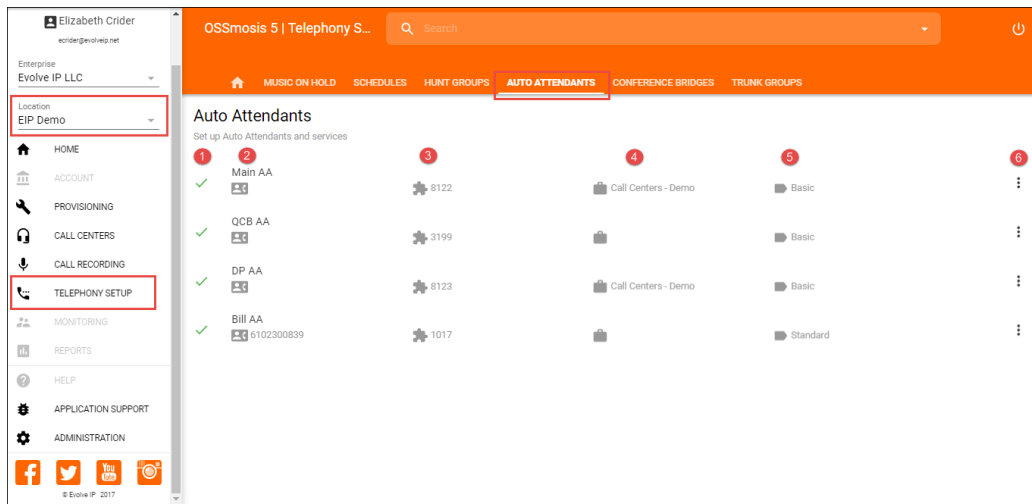 Elizabeth Crider
ecrider@evolveip.net
Enterprise
Evolve IP LLC
Location
EIP Demo
HOME
ACCOUNT
PROVISIONING
CALL CENTERS
CALL RECORDING
TELEPHONY SETUP
MONITORING
REPORTS
HELP
APPLICATION SUPPORT
ADMINISTRATION
You Tube
© Evolve IP 2017
OSSmosis 5 | Telephony S...
Search
MUSIC ON HOLD SCHEDULES HUNT GROUPS AUTO ATTENDANTS CONFERENCE BRIDGES TRUNK GROUPS
Auto Attendants
Set up Auto Attendants and services
1 2 3 4 5 6
Main AA
8122 Call Centers - Demo Basic
QCB AA
3199 Basic
DP AA
8123 Call Centers - Demo Basic
Bill AA
6102300839 1017 Standard